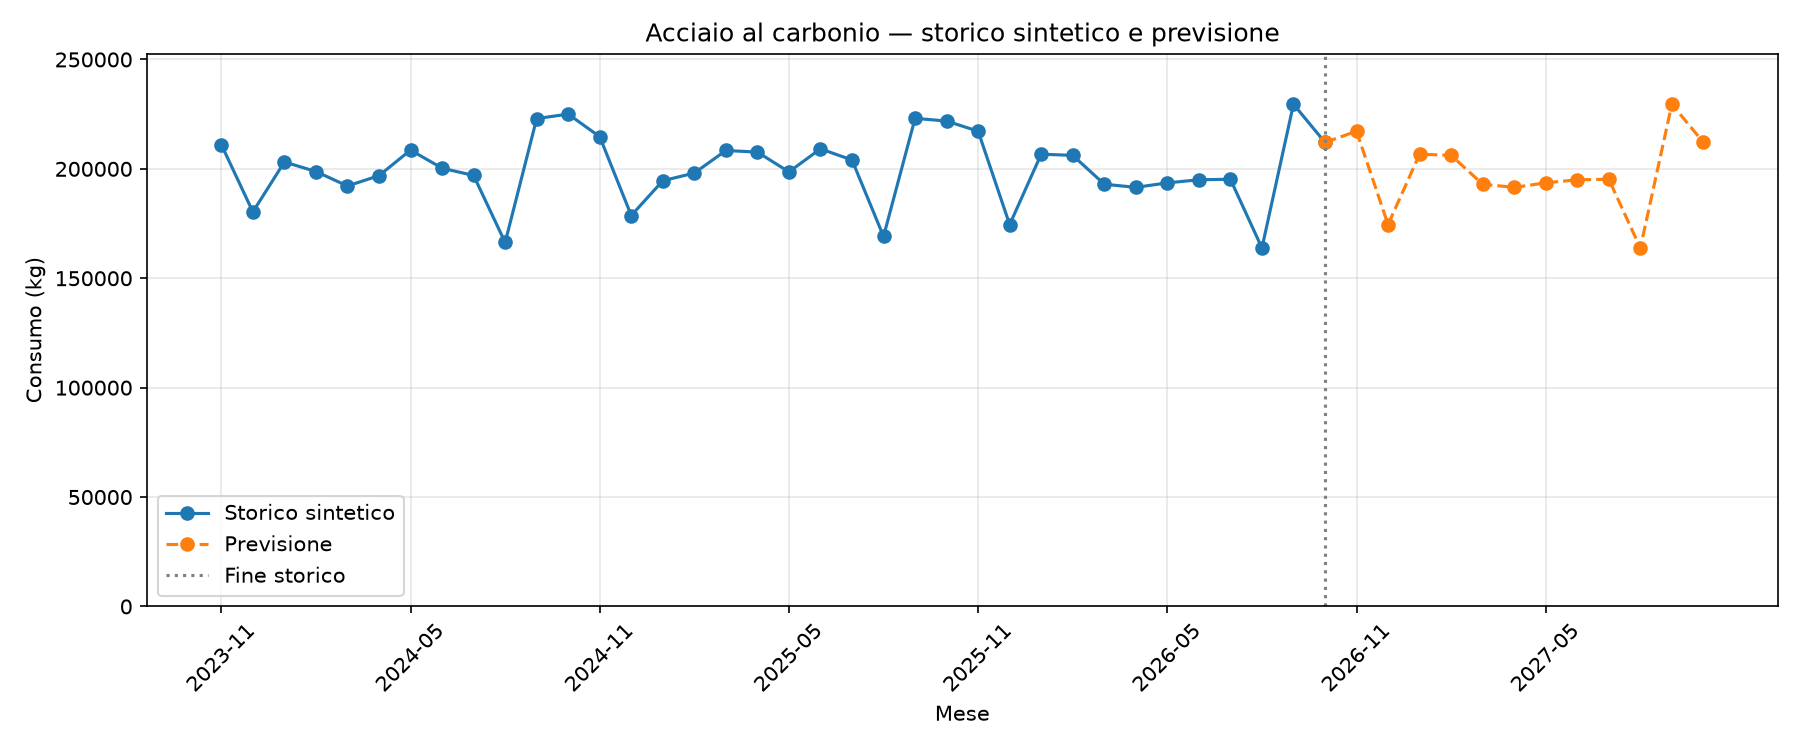 Acciaio al carbonio — storico sintetico e previsione
Consumo (kg)
250000
200000
150000
100000
50000
0
Storico sintetico
Previsione
Fine storico
2023-11
2024-05
2024-11
2025-05
2025-11
2026-05
2026-11
2027-05
Mese